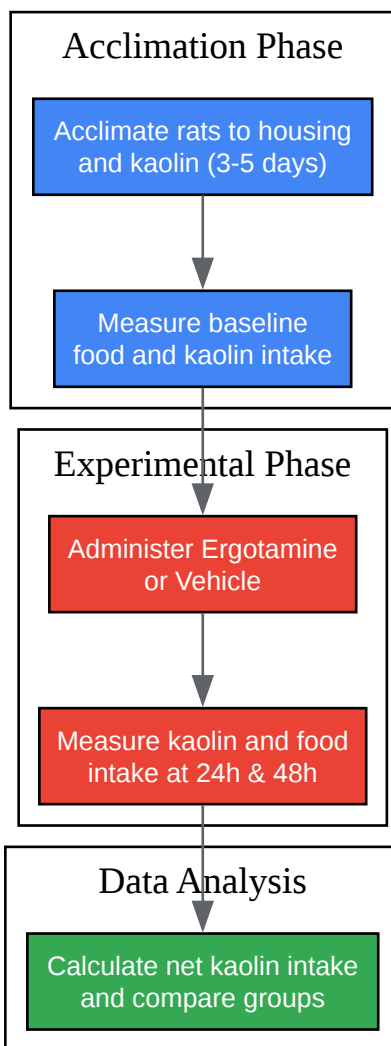 Acclimation Phase
Acclimate rats to housing
and kaolin (3-5 days)
Measure baseline
food and kaolin intake
Experimental Phase
Administer Ergotamine
or Vehicle
Measure kaolin and food
intake at 24h & 48h
Data Analysis
Calculate net kaolin intake
and compare groups